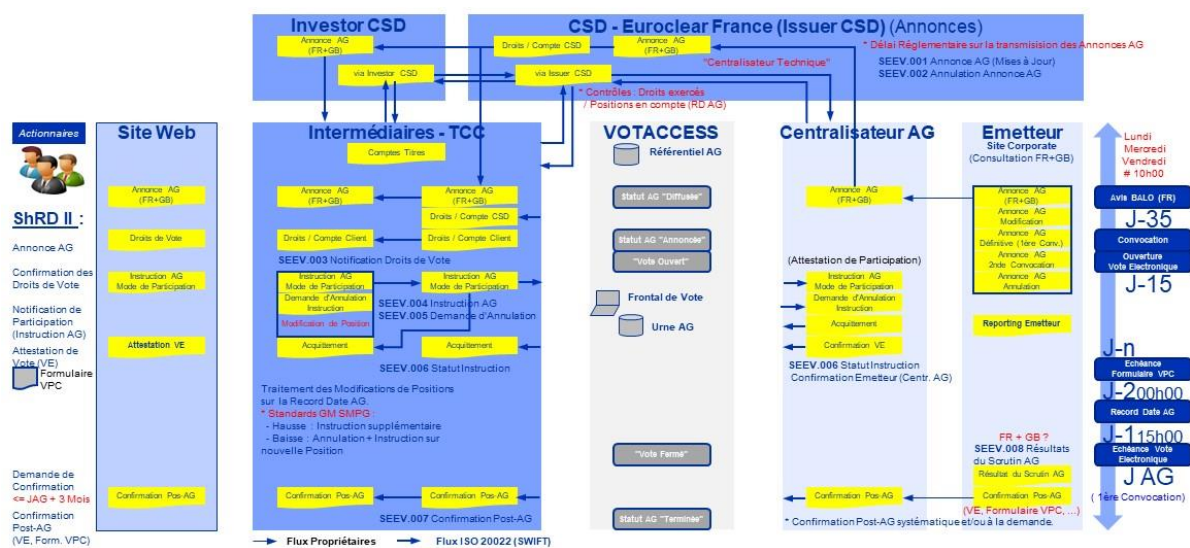 Investor CSD
CSD - Euroclear France (Issuer CSD) (Annonces)
Annonce AG
(FR+GB)
Droits / Compte CSD
Annonce AG
(FR+GB)
* Délai Réglementaire sur la transmisision des Annonces AG
"Centralisateur Technique"
SEEV.001 Annonce AG (Mises à Jour)
SEEV.002 Annulation Annonce AG
via Investor CSD
via Issuer CSD
* Contrôles : Droits exercés
/ Positions en compte (RD AG)
Actionnaires
ShRD II :
Annonce AG
Confirmation des
Droits de Vote
Notification de
Participation
(Instruction AG)
Attestation de
Vote (VE)
Formulaire
VPC
Demande de
Confirmation
<= JAG + 3 Mois
Confirmation
Post-AG
(VE, Form. VPC)
Site Web
Annonce AG
(FR+GB)
Droits de Vote
Instruction AG
Mode de Participation
Attestation VE
Confirmation Pos-AG
Intermédiaires - TCC
Comptes Titres
Annonce AG
(FR+GB)
Annonce AG
(FR+GB)
Droits / Compte CSD
Droits / Compte Client
Droits / Compte Client
SEEV.003 Notification Droits de Vote
Instruction AG
Mode de Participation
Instruction AG
Mode de Participation
Demande d'Annulation
Instruction
SEEV.004 Instruction AG
SEEV.005 Demande d'Annulation
Modification de Position
Acquittement
Acquittement
SEEV.006 Statut Instruction
Traitement des Modifications de Positions
sur la Record Date AG.
* Standards GM SMPG :
- Hausse : Instruction supplémentaire
- Baisse : Annulation + Instruction sur
nouvelle Position
Confirmation Pos-AG
Confirmation Pos-AG
SEEV.007 Confirmation Post-AG
VOTACCESS
Référentiel AG
Statut AG "Diffusée"
Statut AG "Annoncée"
"Vote Ouvert"
Frontal de Vote
Urne AG
"Vote Fermé"
Statut AG "Terminée"
Centralisateur AG
Annonce AG
(FR+GB)
(Attestation de Participation)
Instruction AG
Mode de Participation
Demande d'Annulation
Instruction
Acquittement
Confirmation VE
SEEV.006 Statut Instruction
Confirmation Emetteur (Centr. AG)
Confirmation Pos-AG
* Confirmation Post-AG systématique et/ou à la demande.
Emetteur
Site Corporate
(Consultation FR+GB)
Annonce AG
(FR+GB)
Annonce AG
Modification
Annonce AG
Définitive (1ère Conv.)
Annonce AG
2nde Convocation
Annonce AG
Annulation
Reporting Emetteur
FR + GB ?
SEEV.008 Résultats
du Scrutin AG
Résultat du Scrutin AG
Confirmation Pos-AG
(VE, Formulaire VPC, ...)
Lundi
Mercredi
Vendredi
# 10h00
Avis BALO (FR)
J-35
Convocation
Ouverture
Vote Electronique
J-15
J-n
Echéance
Formulaire VPC
J-2 00h00
Record Date AG
J-1 15h00
Echéance Vote
Electronique
J AG
( 1ère Convocation)
Flux Propriétaires
Flux ISO 20022 (SWIFT)